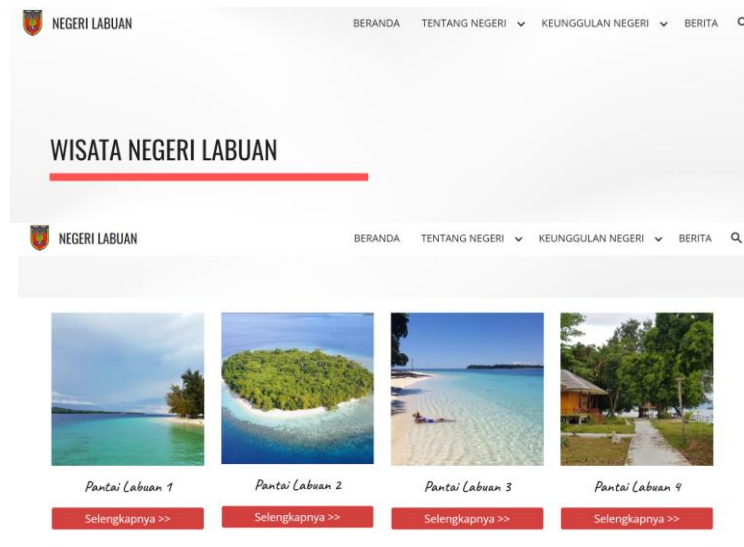 NEGERI LABUAN BERANDA TENTANG NEGERI KEUNGGULAN NEGERI BERITA
WISATA NEGERI LABUAN
NEGERI LABUAN BERANDA TENTANG NEGERI KEUNGGULAN NEGERI BERITA
Pantai Labuan 1 Pantai Labuan 2 Pantai Labuan 3 Pantai Labuan 4
Selengkapnya >> Selengkapnya >> Selengkapnya >> Selengkapnya >>